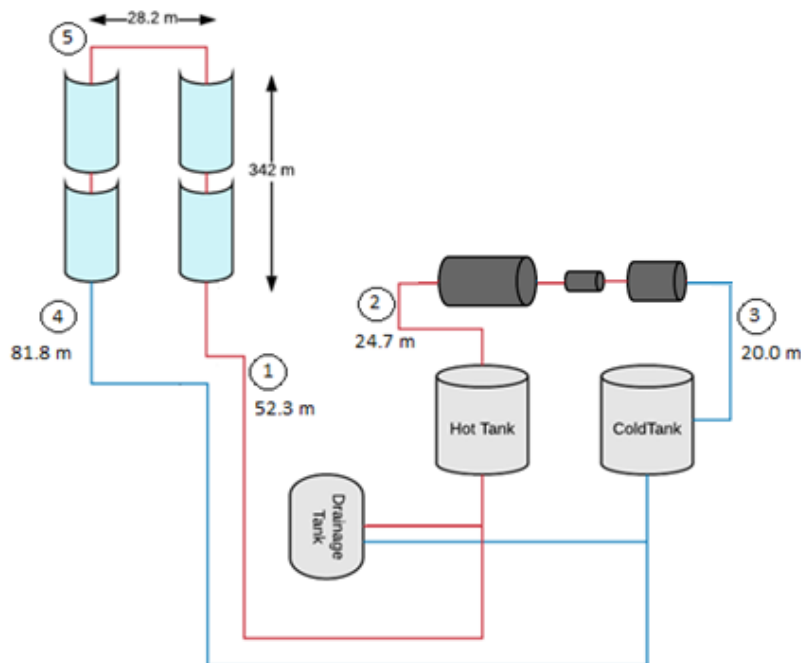 28.2 m
5
342 m
4
81.8 m
2
24.7 m
3
20.0 m
1
52.3 m
Hot Tank
ColdTank
Drainage
Tank